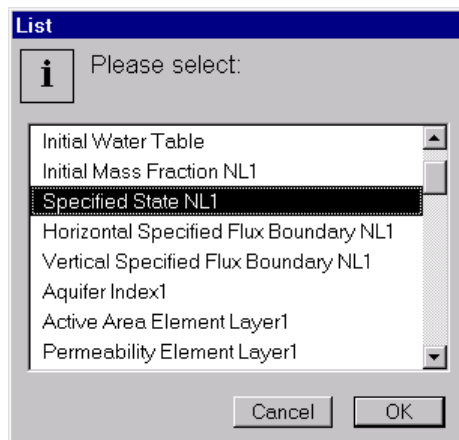 List
i
Please select:
Initial Water Table
Initial Mass Fraction NL1
Specified State NL1
Horizontal Specified Flux Boundary NL1
Vertical Specified Flux Boundary NL1
Aquifer Index1
Active Area Element Layer1
Permeability Element Layer1
Cancel OK